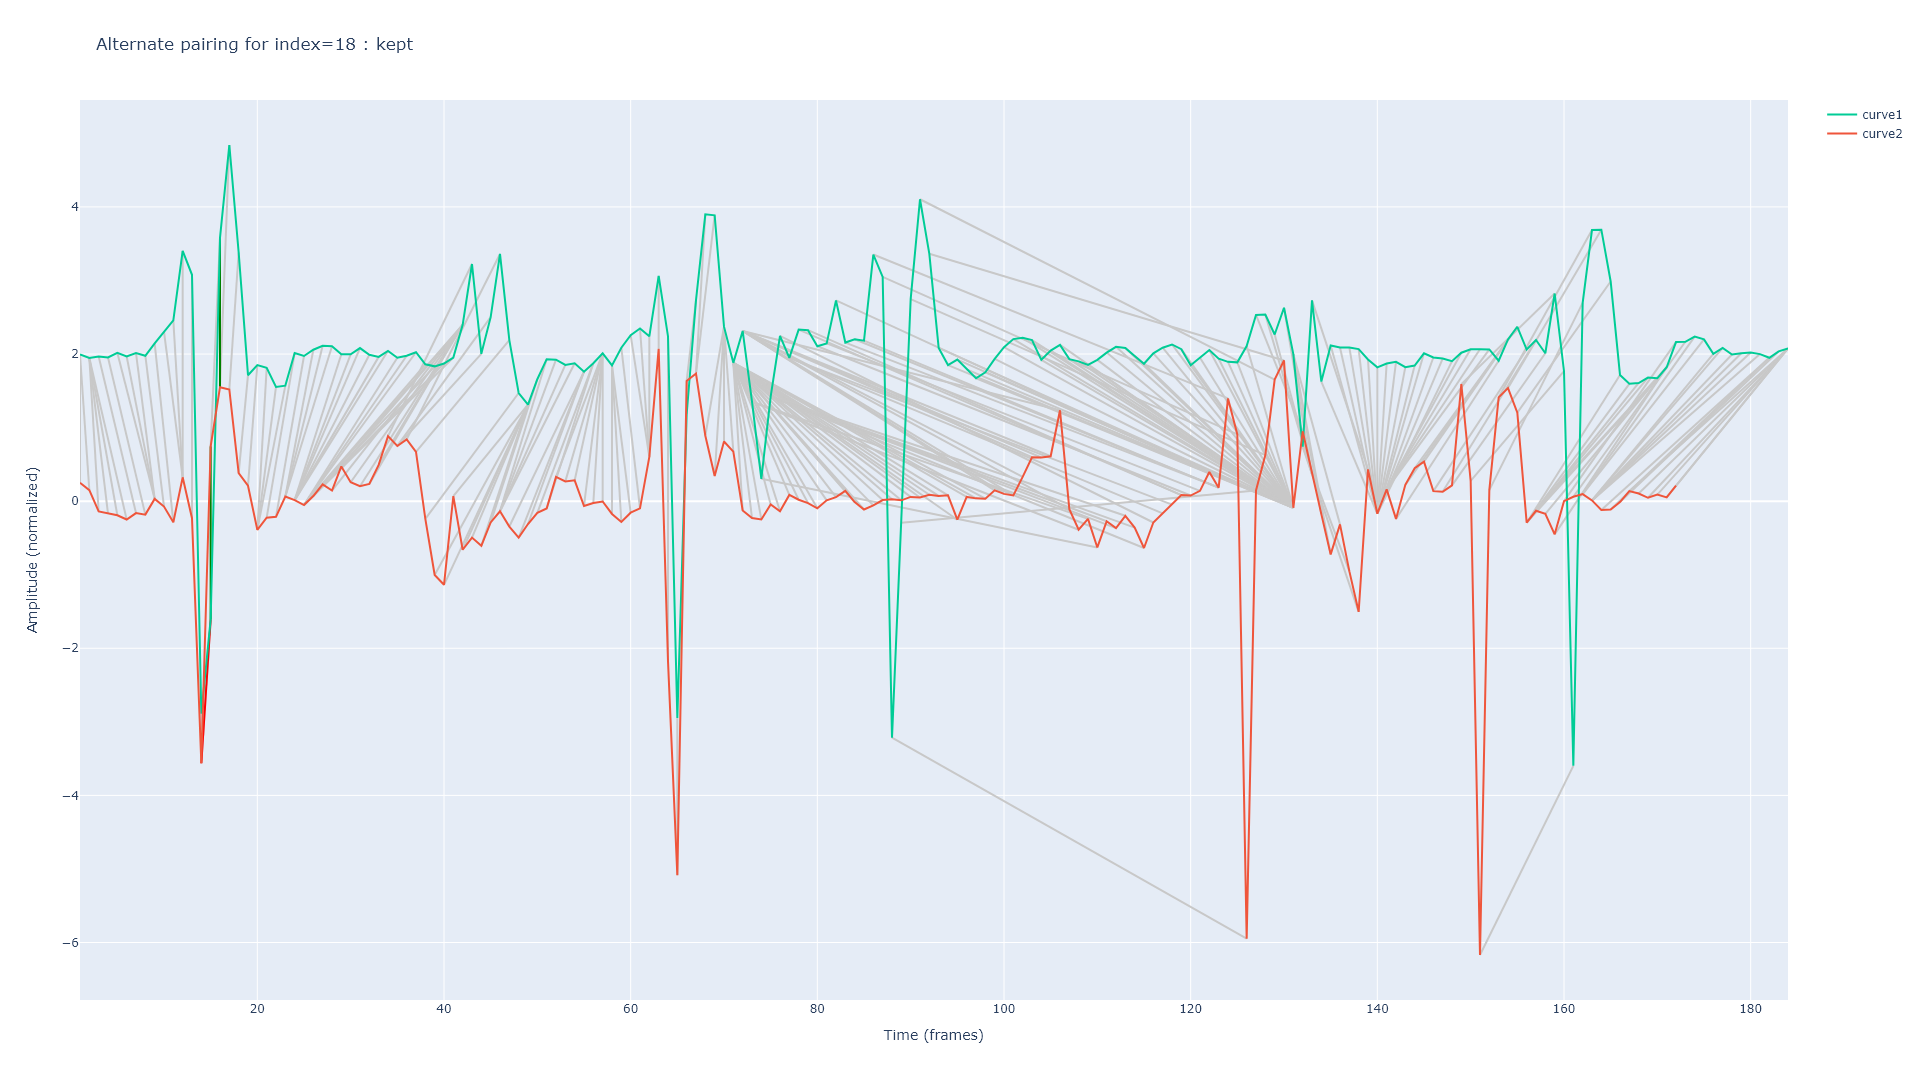 Alternate pairing for index=18 : kept
curve1
curve2
Amplitude (normalized)
4
2
0
−2
−4
−6
20 40 60 80 100 120 140 160 180
Time (frames)